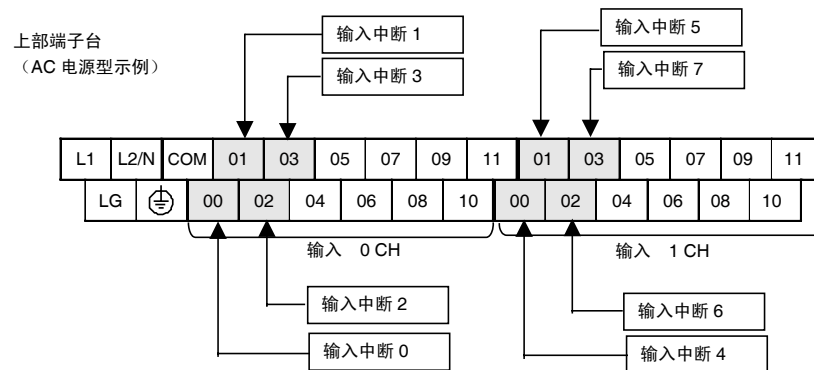 上部端子台
（AC 电源型示例）
输入中断 1
输入中断 3
输入中断 5
输入中断 7
L1 L2/N COM 01 03 05 07 09 11 01 03 05 07 09 11
LG 00 02 04 06 08 10 00 02 04 06 08 10
输入 0 CH
输入 1 CH
输入中断 2
输入中断 0
输入中断 6
输入中断 4